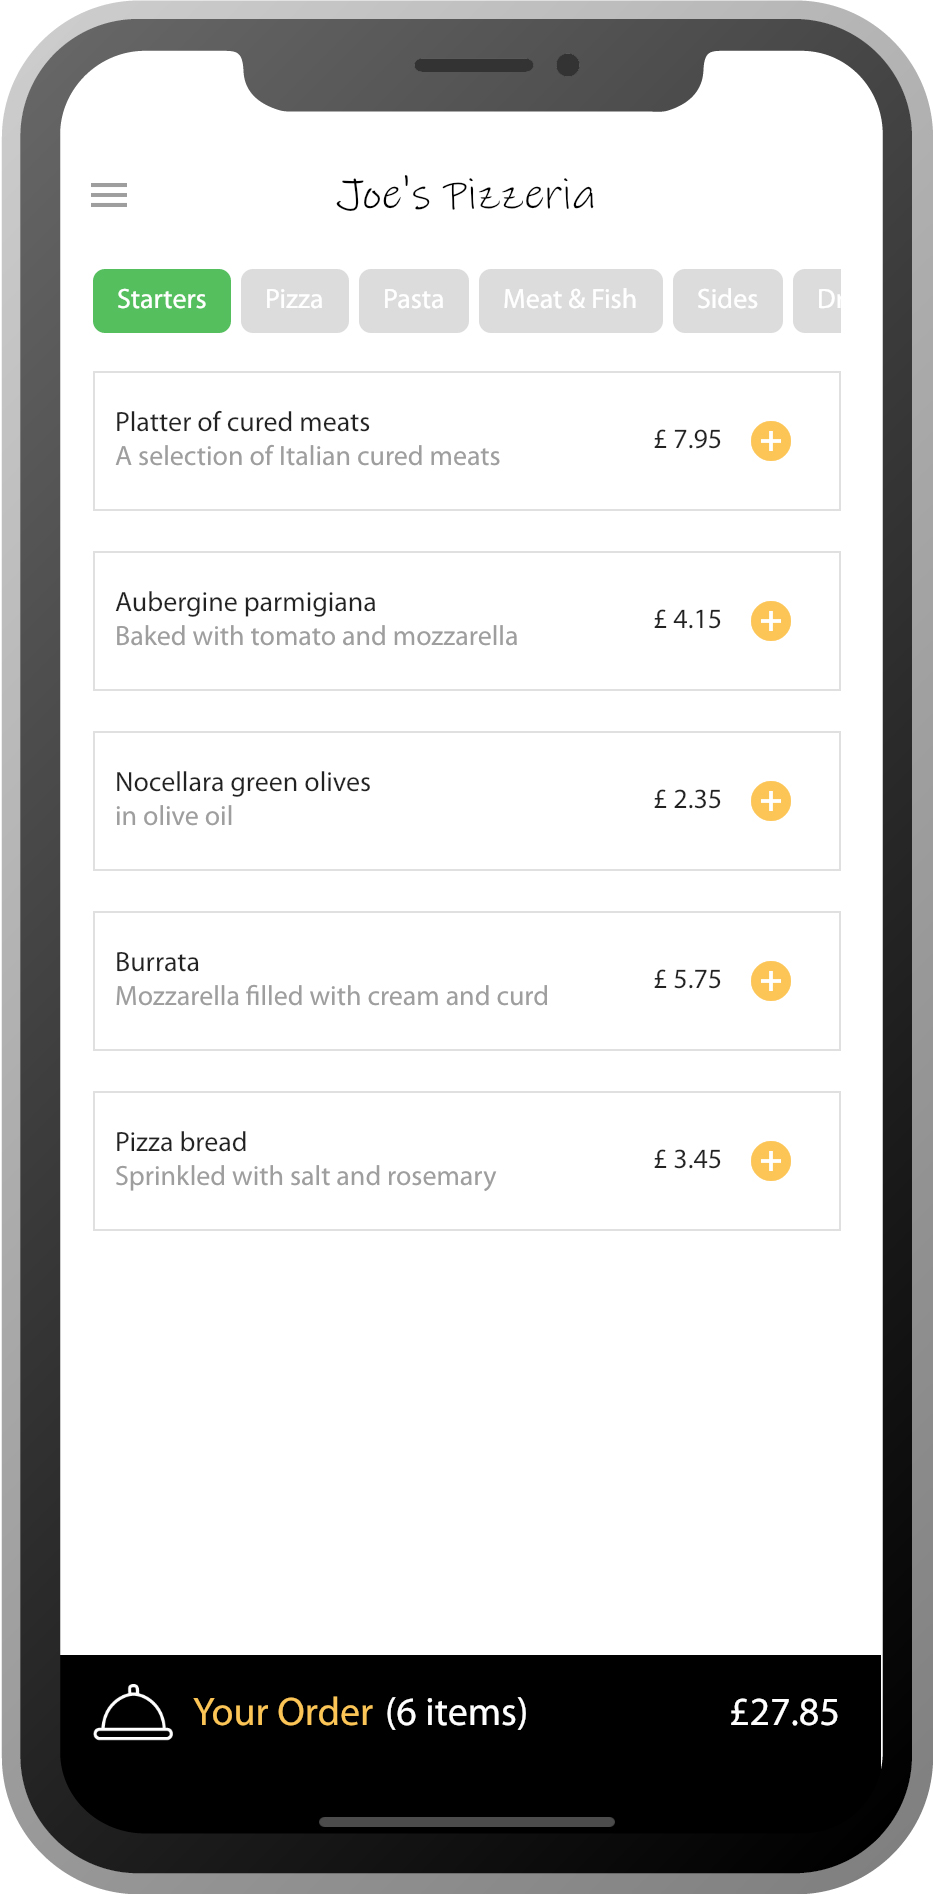 Joe's Pizzeria
Starters Pizza Pasta Meat & Fish Sides
Platter of cured meats
A selection of Italian cured meats
£ 7.95
Aubergine parmigiana
Baked with tomato and mozzarella
£ 4.15
Nocellara green olives
in olive oil
£ 2.35
Burrata
Mozzarella filled with cream and curd
£ 5.75
Pizza bread
Sprinkled with salt and rosemary
£ 3.45
Your Order (6 items) £27.85